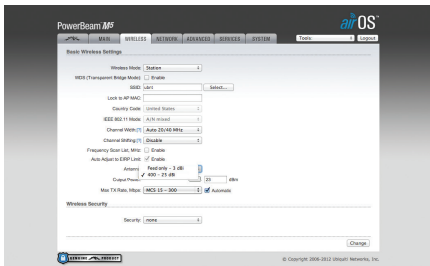 PowerBeam M5
airOS™
MAIN WIRELESS NETWORK ADVANCED SERVICES SYSTEM Tools: Logout
Basic Wireless Settings
Wireless Mode: Station
WDS (Transparent Bridge Mode): Enable
SSID: ubnt Select...
Lock to AP MAC:
Country Code: United States
IEEE 802.11 Mode: A/N mixed
Channel Width:[?] Auto 20/40 MHz
Channel Shifting:[?] Disable
Frequency Scan List, MHz: Enable
Auto Adjust to EIRP Limit: Enable
Antenna Feed only - 3 dBi
✓ 400 - 25 dBi
Output Power: 23 dBm
Max TX Rate, Mbps: MCS 15 - 300 Automatic
Wireless Security
Security: none
Change
GENUINE PRODUCT
© Copyright 2006-2012 Ubiquiti Networks, Inc.